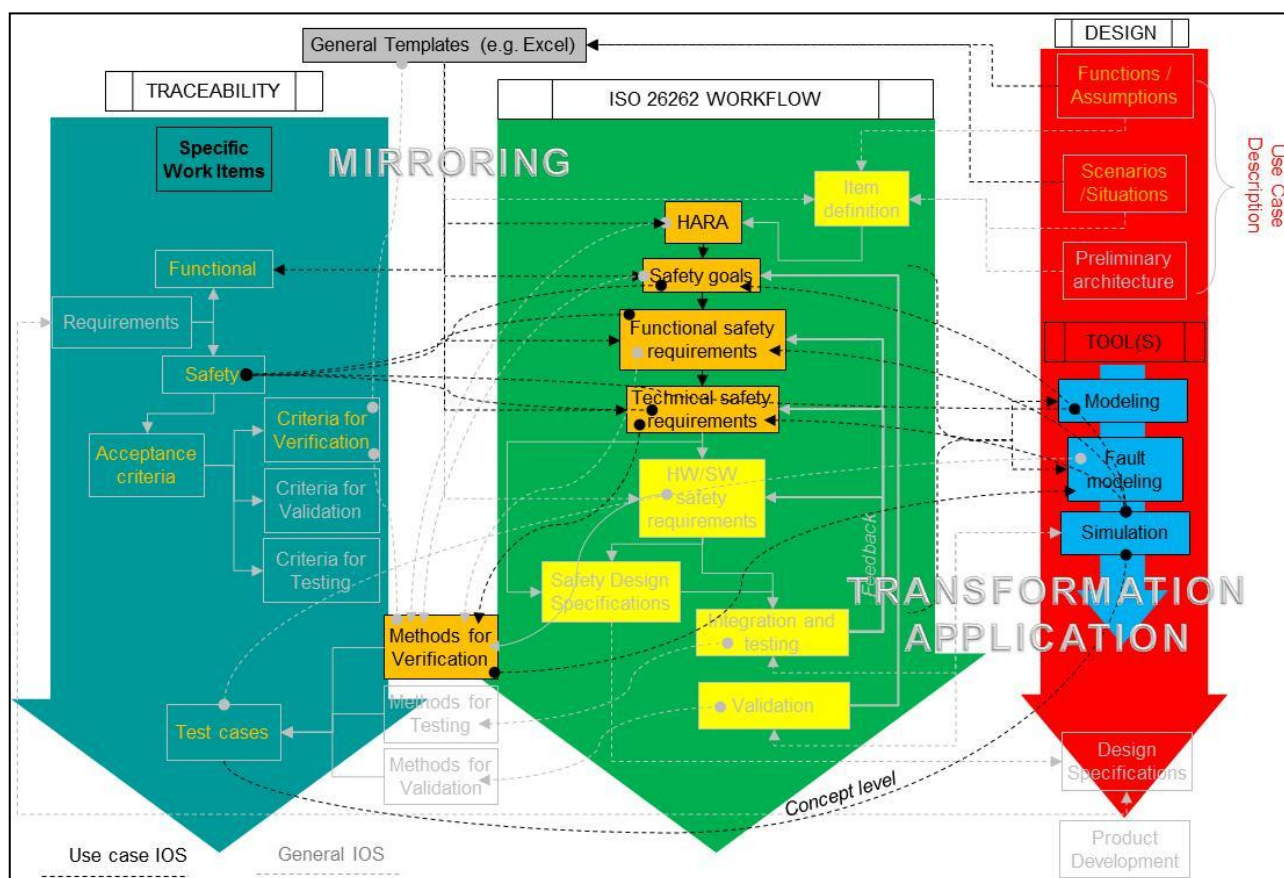 General Templates (e.g. Excel)
DESIGN
TRACEABILITY
ISO 26262 WORKFLOW
Functions /
Assumptions
Specific
Work Items
MIRRORING
Item
definition
Scenarios
/Situations
Use Case
Description
HARA
Functional
Safety goals
Preliminary
architecture
Requirements
Functional safety
requirements
TOOL(S)
Safety
Technical safety
requirements
Modeling
Criteria for
Verification
Acceptance
criteria
HW/SW
safety
requirements
Fault
modeling
Criteria for
Validation
Simulation
Feedback
Criteria for
Testing
Safety Design
Specifications
TRANSFORMATION
APPLICATION
Methods for
Verification
Integration and
testing
Methods for
Testing
Validation
Test cases
Design
Specifications
Methods for
Validation
Concept level
Product
Development
Use case IOS
General IOS